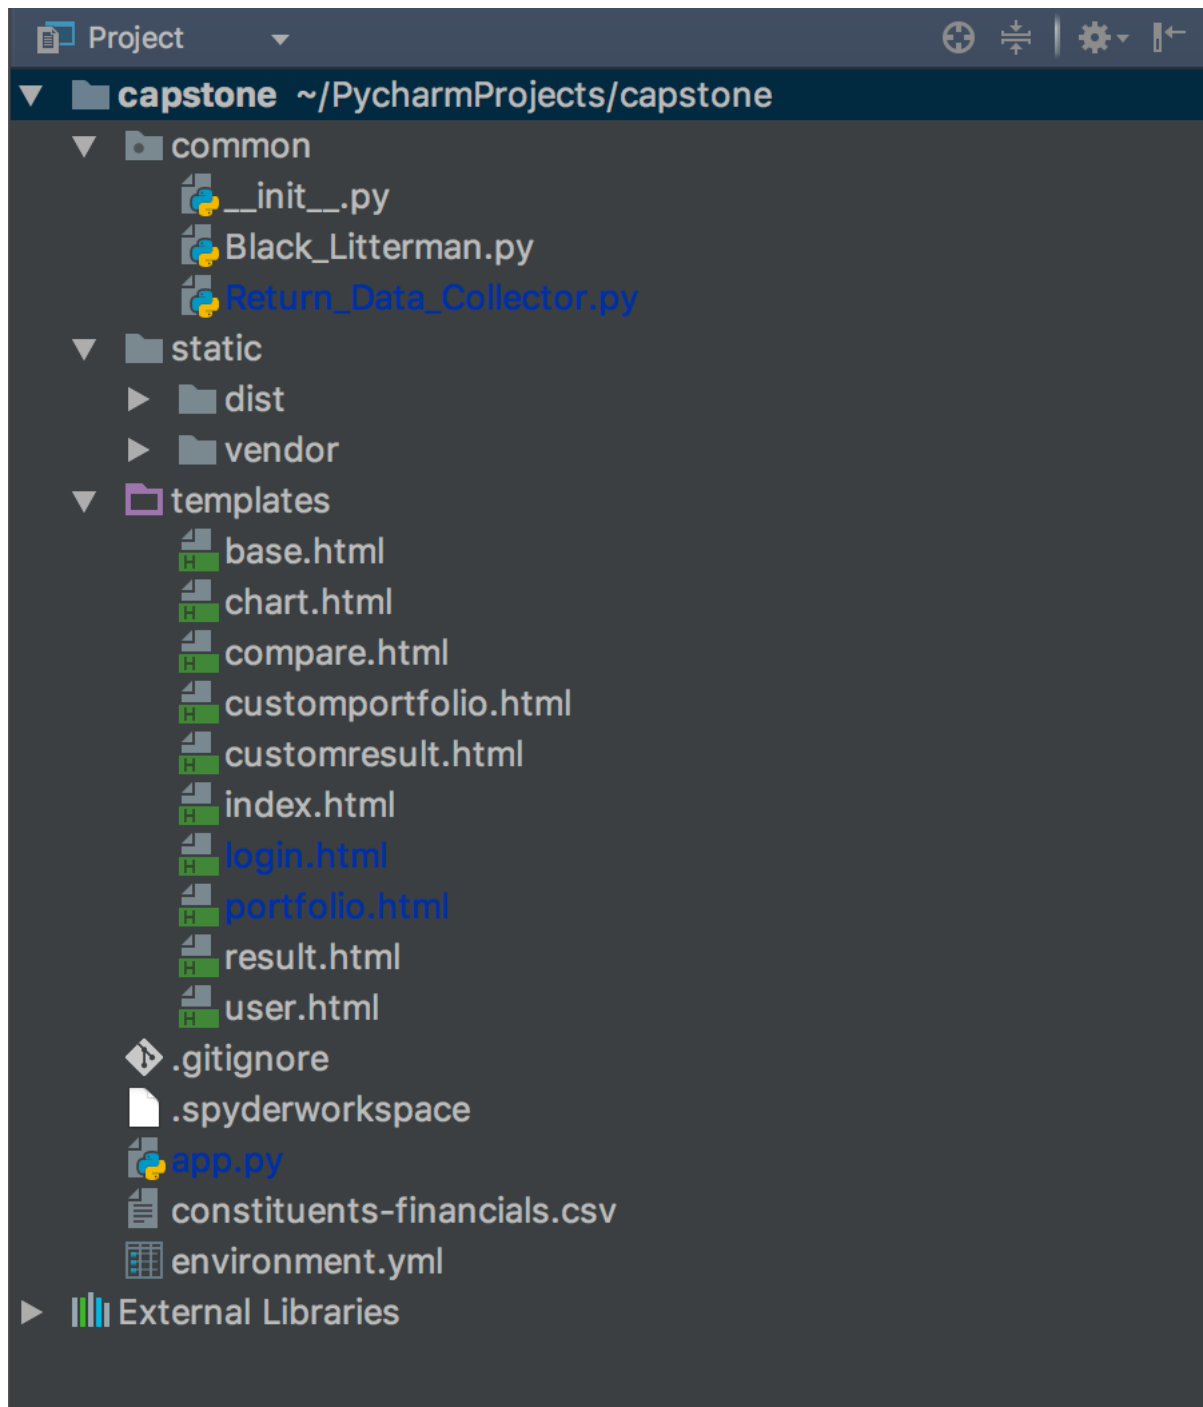 Project
capstone ~/PycharmProjects/capstone
common
__init__.py
Black_Litterman.py
Return_Data_Collector.py
static
dist
vendor
templates
H base.html
H chart.html
H compare.html
H customportfolio.html
H customresult.html
H index.html
H login.html
H portfolio.html
H result.html
H user.html
.gitignore
.spyderworkspace
app.py
constituents-financials.csv
environment.yml
External Libraries